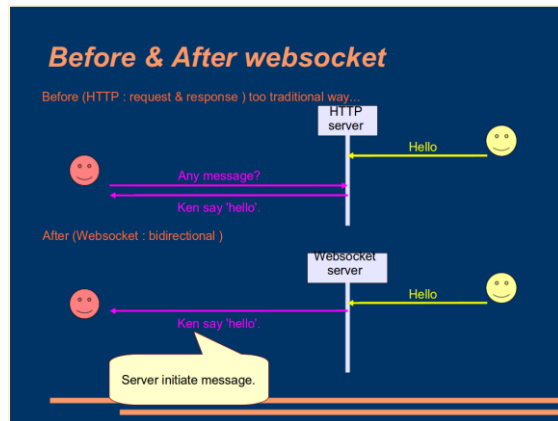 Before & After websocket
Before (HTTP : request & response ) too traditional way...
HTTP
server
Hello
Any message?
Ken say 'hello'.
After (Websocket : bidirectional )
Websocket
server
Hello
Ken say 'hello'.
Server initiate message.